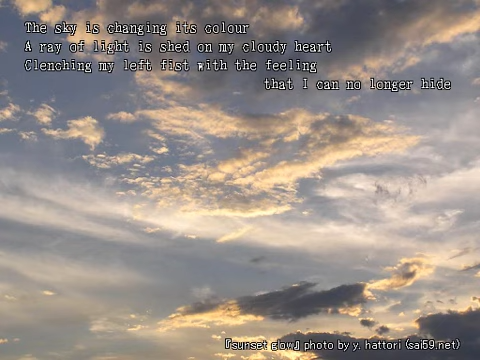 The sky is changing its colour
A ray of light is shed on my cloudy heart
Clenching my left fist with the feeling
that I can no longer hide
『sunset glow』 photo by y. hattori (sai59.net)